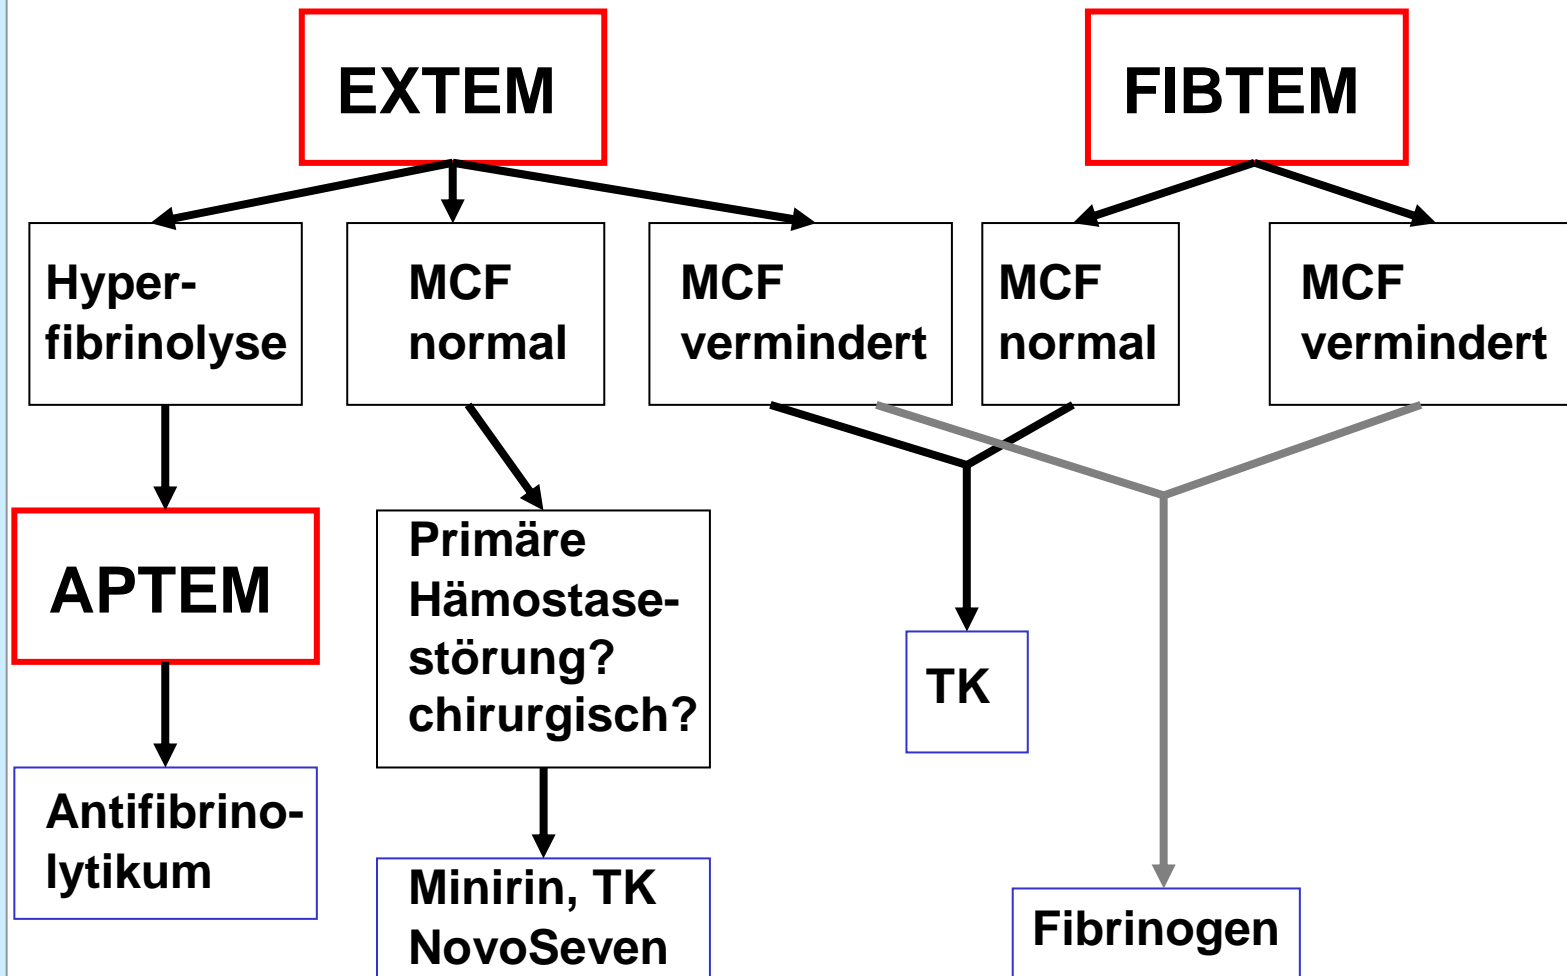 EXTEM
FIBTEM
Hyper-
fibrinolyse
MCF
normal
MCF
vermindert
MCF
normal
MCF
vermindert
APTEM
Primäre
Hämostase-
störung?
chirurgisch?
TK
Antifibrino-
lytikum
Minirin, TK
NovoSeven
Fibrinogen